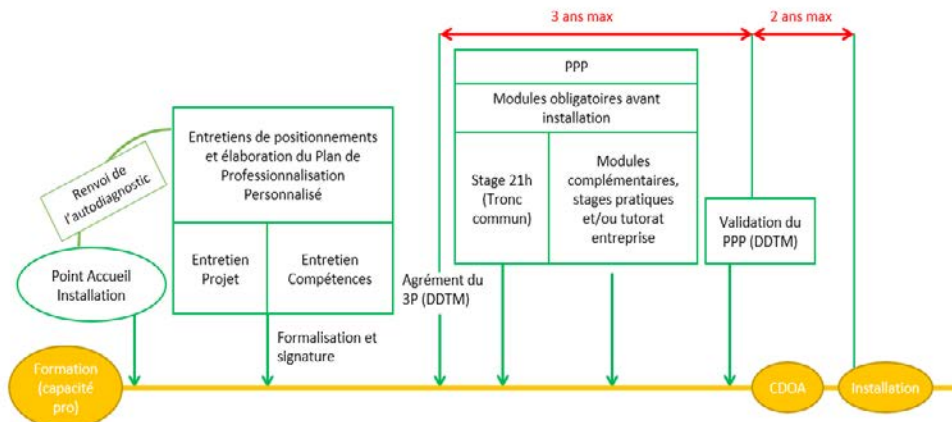 3 ans max
2 ans max
PPP
Modules obligatoires avant
installation
Entretiens de positionnements
et élaboration du Plan de
Professionnalisation
Personnalisé
Renvoi de
l'autodiagnostic
Stage 21h
(Tronc
commun)
Modules
complémentaires,
stages pratiques
et/ou tutorat
entreprise
Validation du
PPP (DDTM)
Point Accueil
Installation
Entretien
Projet
Entretien
Compétences
Agrément du
3P (DDTM)
Formalisation et
signature
Formation
(capacité
pro)
CDOA
Installation